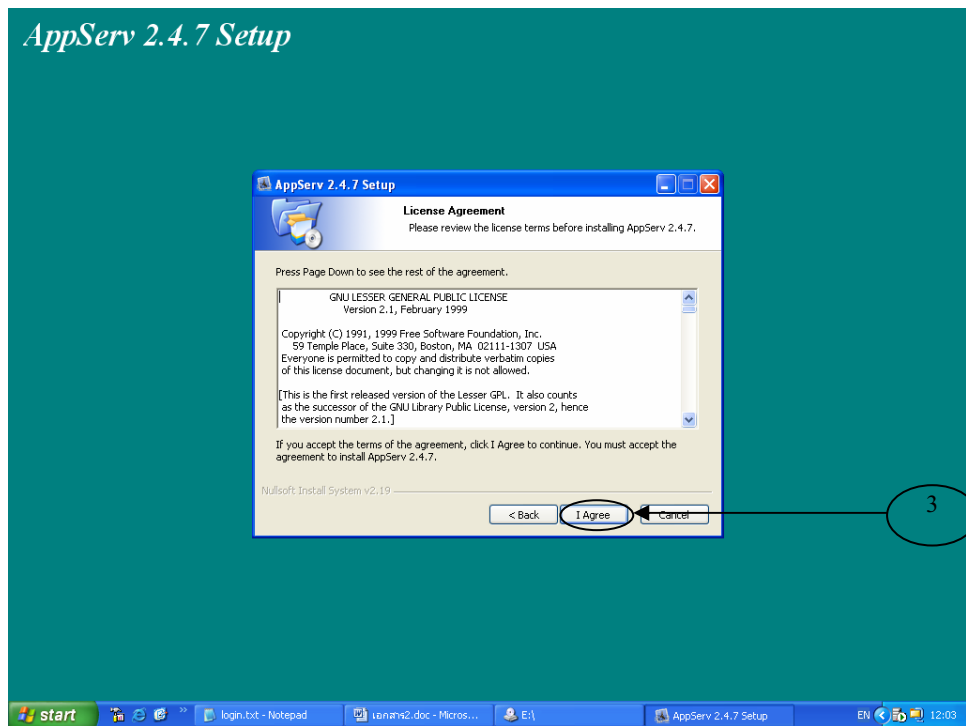 AppServ 2.4.7 Setup
AppServ 2.4.7 Setup
License Agreement
Please review the license terms before installing AppServ 2.4.7.
Press Page Down to see the rest of the agreement.
GNU LESSER GENERAL PUBLIC LICENSE
Version 2.1, February 1999
Copyright (C) 1991, 1999 Free Software Foundation, Inc.
59 Temple Place, Suite 330, Boston, MA 02111-1307 USA
Everyone is permitted to copy and distribute verbatim copies
of this license document, but changing it is not allowed.
[This is the first released version of the Lesser GPL. It also counts
as the successor of the GNU Library Public License, version 2, hence
the version number 2.1.]
If you accept the terms of the agreement, click I Agree to continue. You must accept the
agreement to install AppServ 2.4.7.
Nullsoft Install System v2.19
< Back I Agree Cancel
3
start login.txt - Notepad เอกสาร2.doc - Micros... E:\ AppServ 2.4.7 Setup EN 12:03